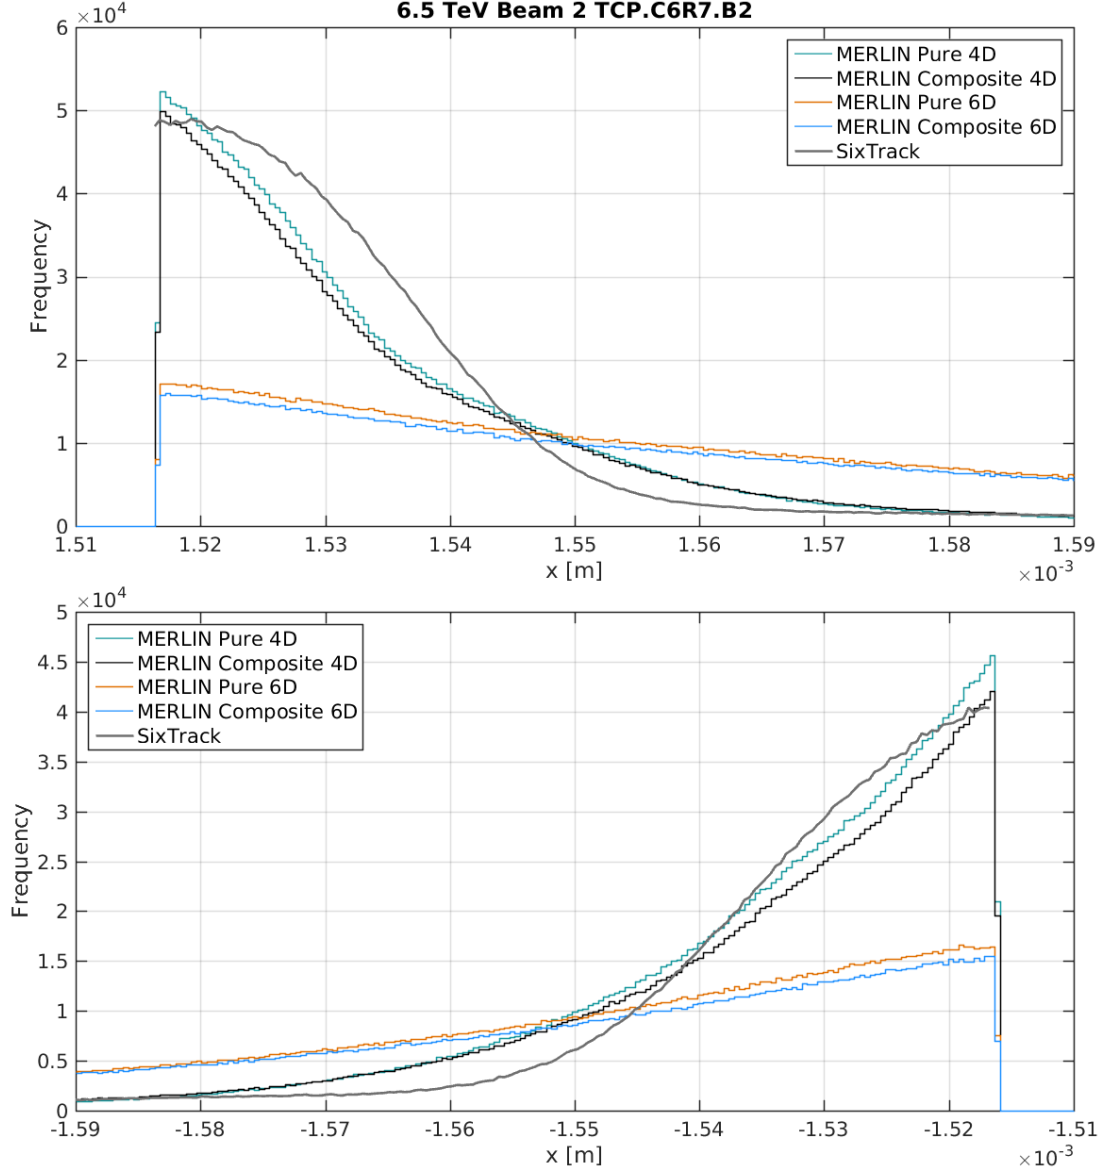 6.5 TeV Beam 2 TCP.C6R7.B2
×10⁴
6
5
4
3
2
1
0
Frequency
MERLIN Pure 4D
MERLIN Composite 4D
MERLIN Pure 6D
MERLIN Composite 6D
SixTrack
1.51 1.52 1.53 1.54 1.55 1.56 1.57 1.58 1.59
x [m]
×10⁻³
×10⁴
5
4.5
4
3.5
3
2.5
2
1.5
1
0.5
0
Frequency
MERLIN Pure 4D
MERLIN Composite 4D
MERLIN Pure 6D
MERLIN Composite 6D
SixTrack
-1.59 -1.58 -1.57 -1.56 -1.55 -1.54 -1.53 -1.52 -1.51
x [m]
×10⁻³